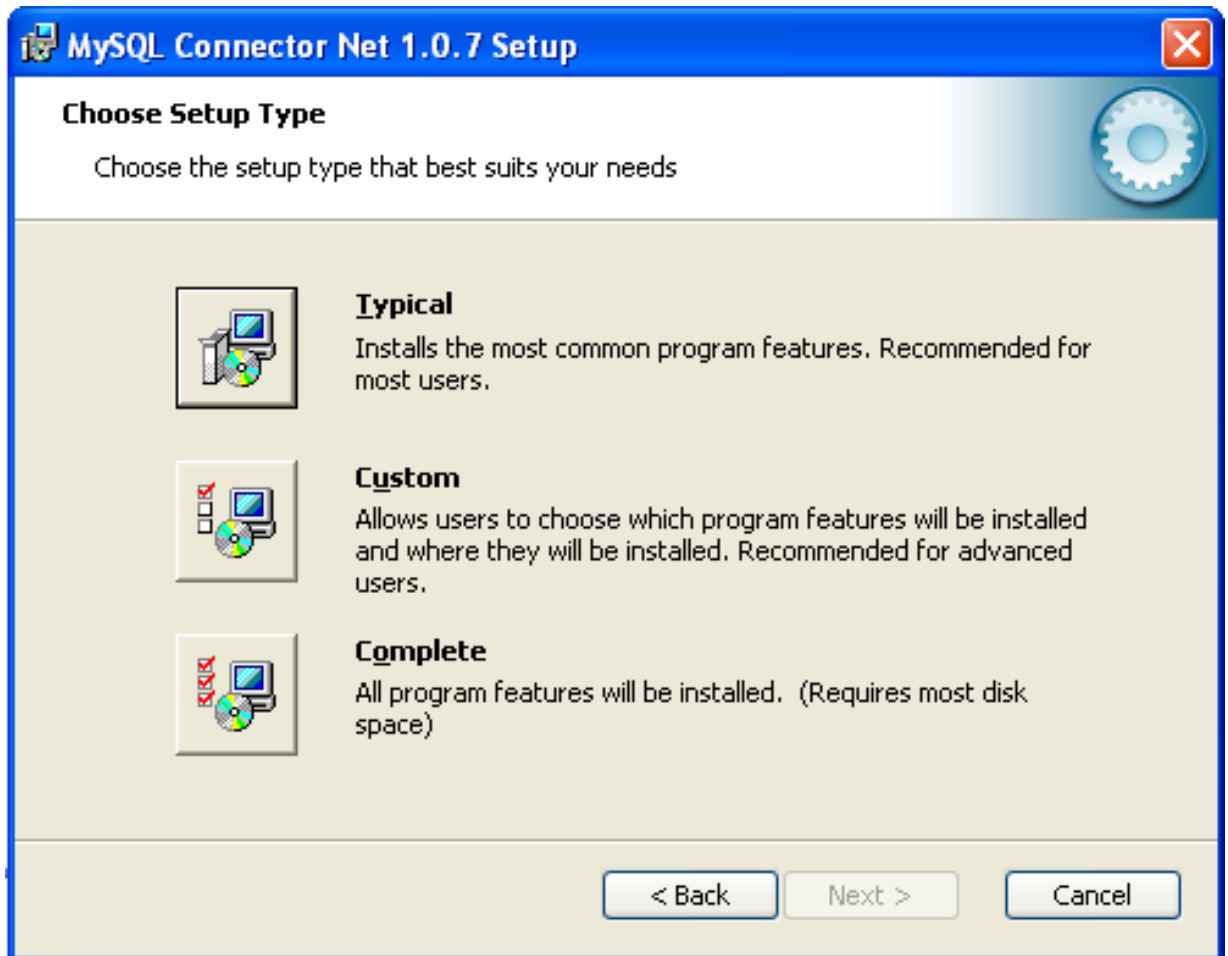 MySQL Connector Net 1.0.7 Setup
Choose Setup Type
Choose the setup type that best suits your needs
Typical
Installs the most common program features. Recommended for
most users.
Custom
Allows users to choose which program features will be installed
and where they will be installed. Recommended for advanced
users.
Complete
All program features will be installed.  (Requires most disk
space)
< Back
Next >
Cancel